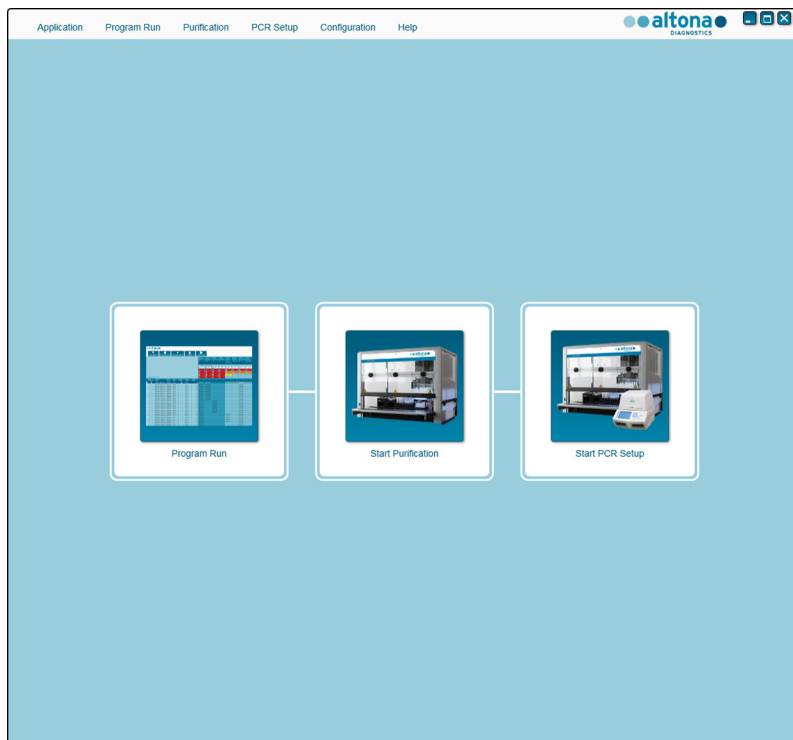 Application Program Run Purification PCR Setup Configuration Help
altona
DIAGNOSTICS
Program Run
Start Purification
Start PCR Setup